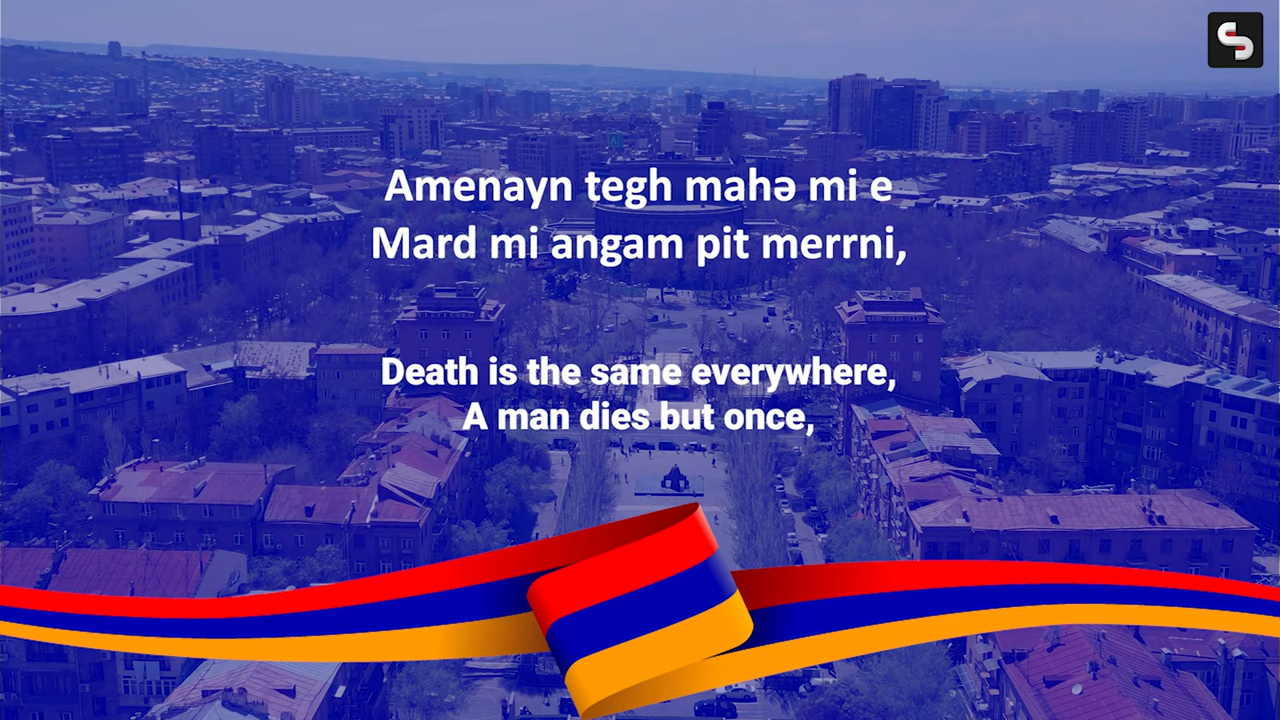 Amenayn tegh mahə mi e
Mard mi angam pit merrni,
Death is the same everywhere,
A man dies but once,